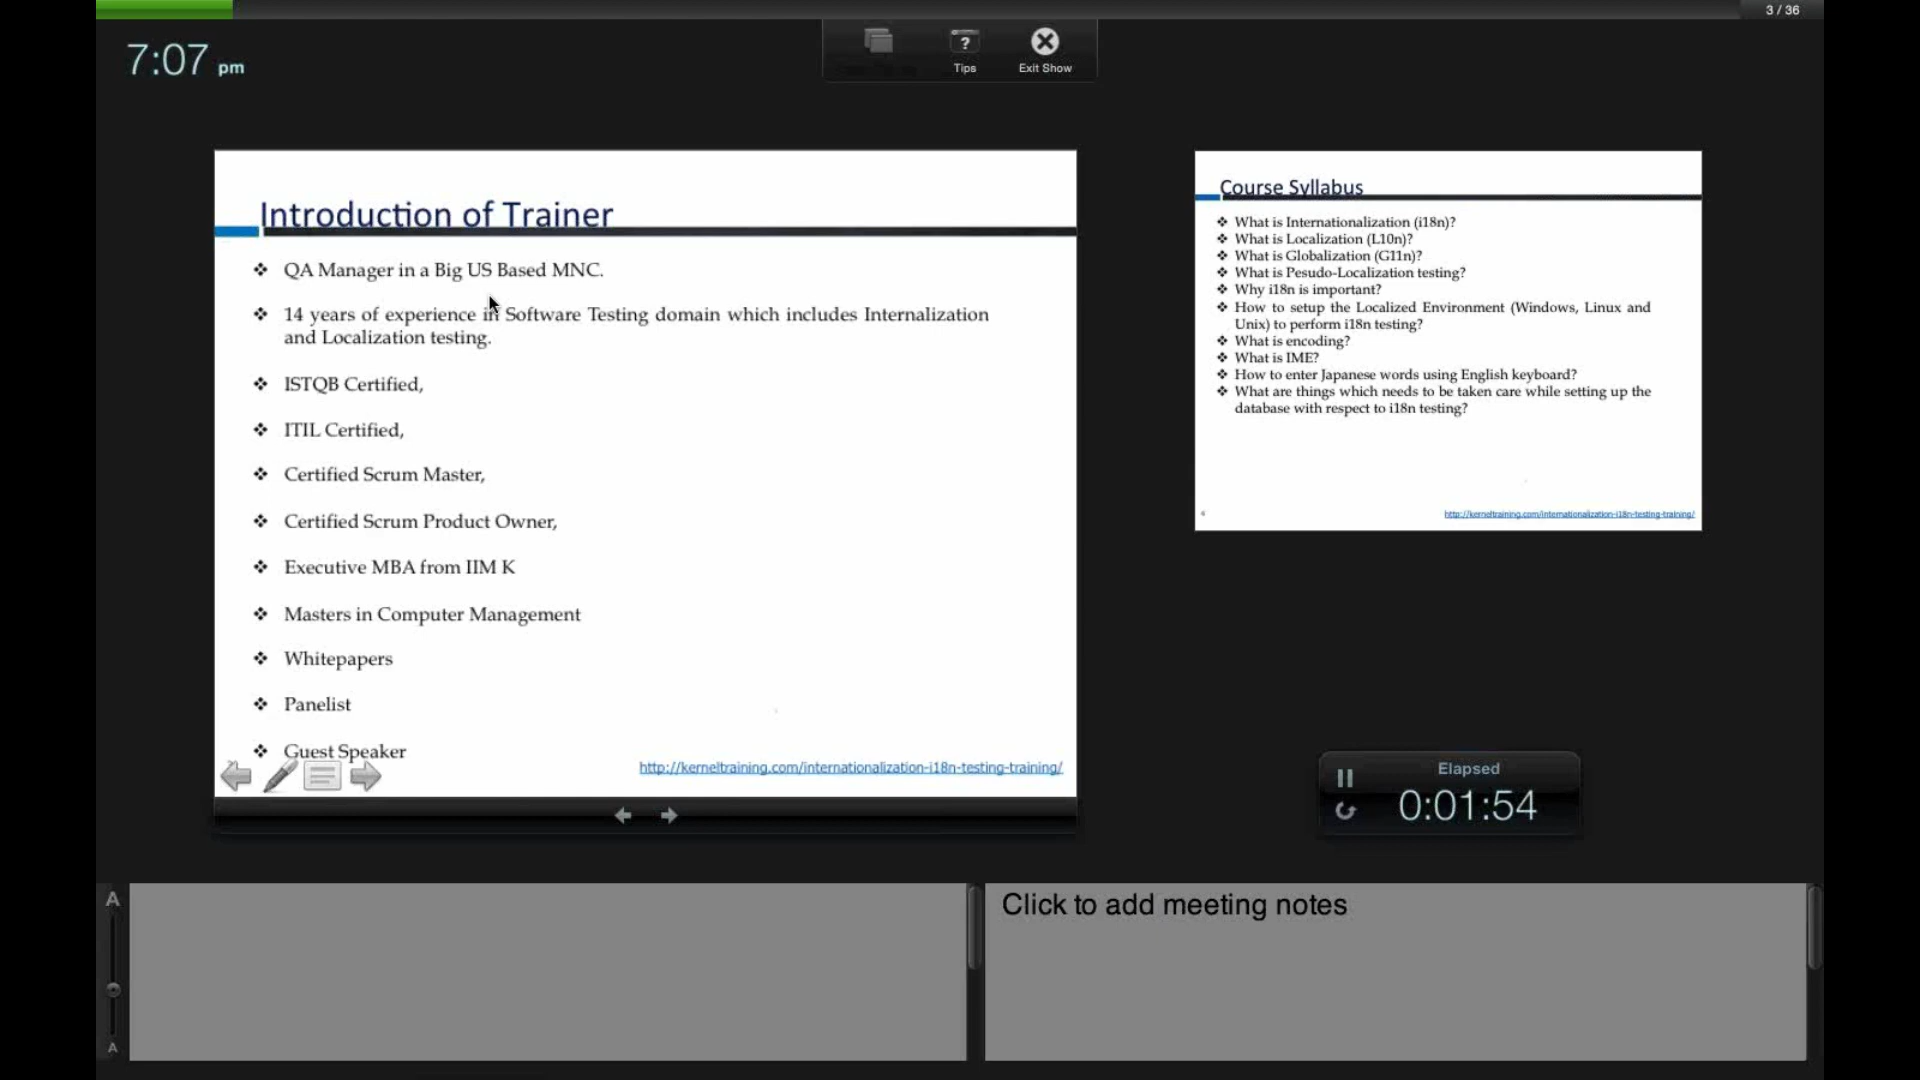 3 / 36
7:07 pm
?
Tips
Exit Show
Introduction of Trainer
❖ QA Manager in a Big US Based MNC.
❖ 14 years of experience in Software Testing domain which includes Internalization
and Localization testing.
❖ ISTQB Certified,
❖ ITIL Certified,
❖ Certified Scrum Master,
❖ Certified Scrum Product Owner,
❖ Executive MBA from IIM K
❖ Masters in Computer Management
❖ Whitepapers
❖ Panelist
❖ Guest Speaker
http://kerneltraining.com/internationalization-i18n-testing-training/
Course Syllabus
❖ What is Internationalization (i18n)?
❖ What is Localization (L10n)?
❖ What is Globalization (G11n)?
❖ What is Pesudo-Localization testing?
❖ Why i18n is important?
❖ How to setup the Localized Environment (Windows, Linux and
Unix) to perform i18n testing?
❖ What is encoding?
❖ What is IME?
❖ How to enter Japanese words using English keyboard?
❖ What are things which needs to be taken care while setting up the
database with respect to i18n testing?
http://kerneltraining.com/internationalization-i18n-testing-training/
Elapsed
0:01:54
A
A
Click to add meeting notes